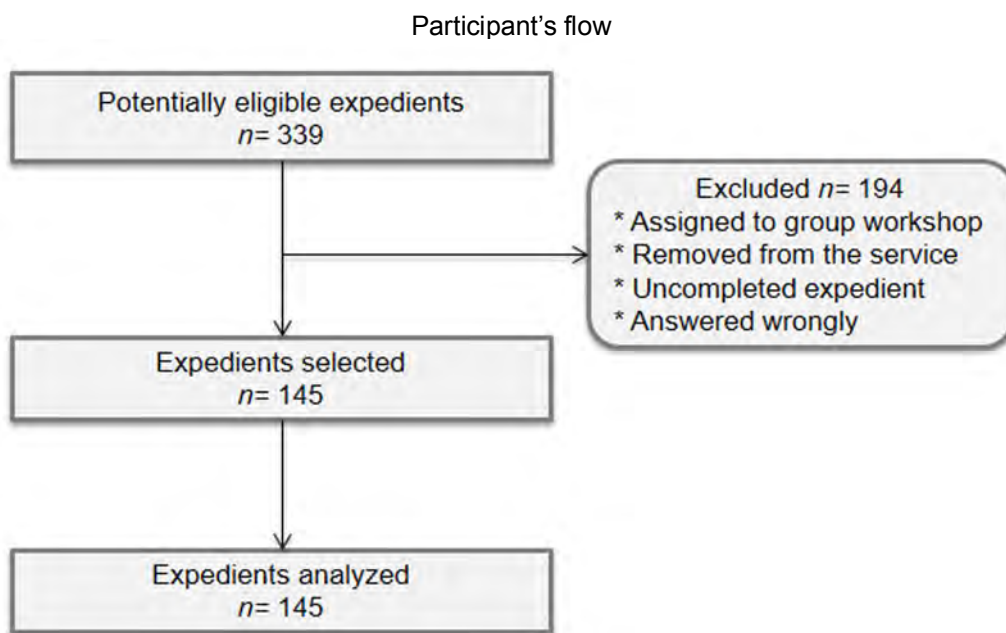 Participant’s flow
Potentially eligible expedients
n= 339
Excluded n= 194
* Assigned to group workshop
* Removed from the service
* Uncompleted expedient
* Answered wrongly
Expedients selected
n= 145
Expedients analyzed
n= 145